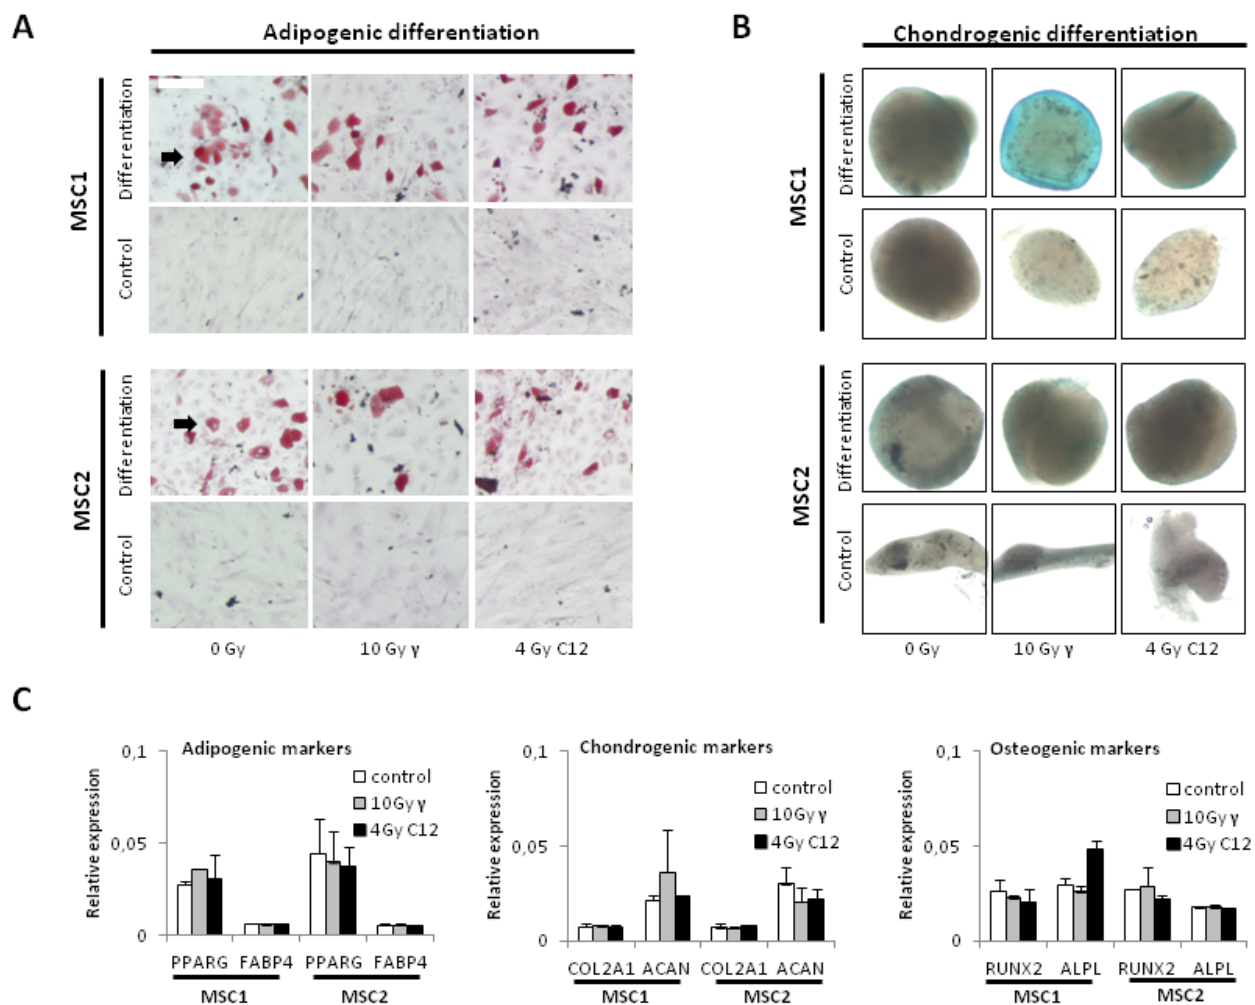 A
Adipogenic differentiation
MSC1
Differentiation
Control
MSC2
Differentiation
Control
0 Gy
10 Gy γ
4 Gy C12
B
Chondrogenic differentiation
MSC1
Differentiation
Control
MSC2
Differentiation
Control
0 Gy
10 Gy γ
4 Gy C12
C
Adipogenic markers
Relative expression
0,1
0,05
0
control
10Gy γ
4Gy C12
PPARG FABP4 PPARG FABP4
MSC1 MSC2
Chondrogenic markers
Relative expression
0,1
0,05
0
control
10Gy γ
4Gy C12
COL2A1 ACAN COL2A1 ACAN
MSC1 MSC2
Osteogenic markers
Relative expression
0,1
0,05
0
control
10Gy γ
4Gy C12
RUNX2 ALPL RUNX2 ALPL
MSC1 MSC2